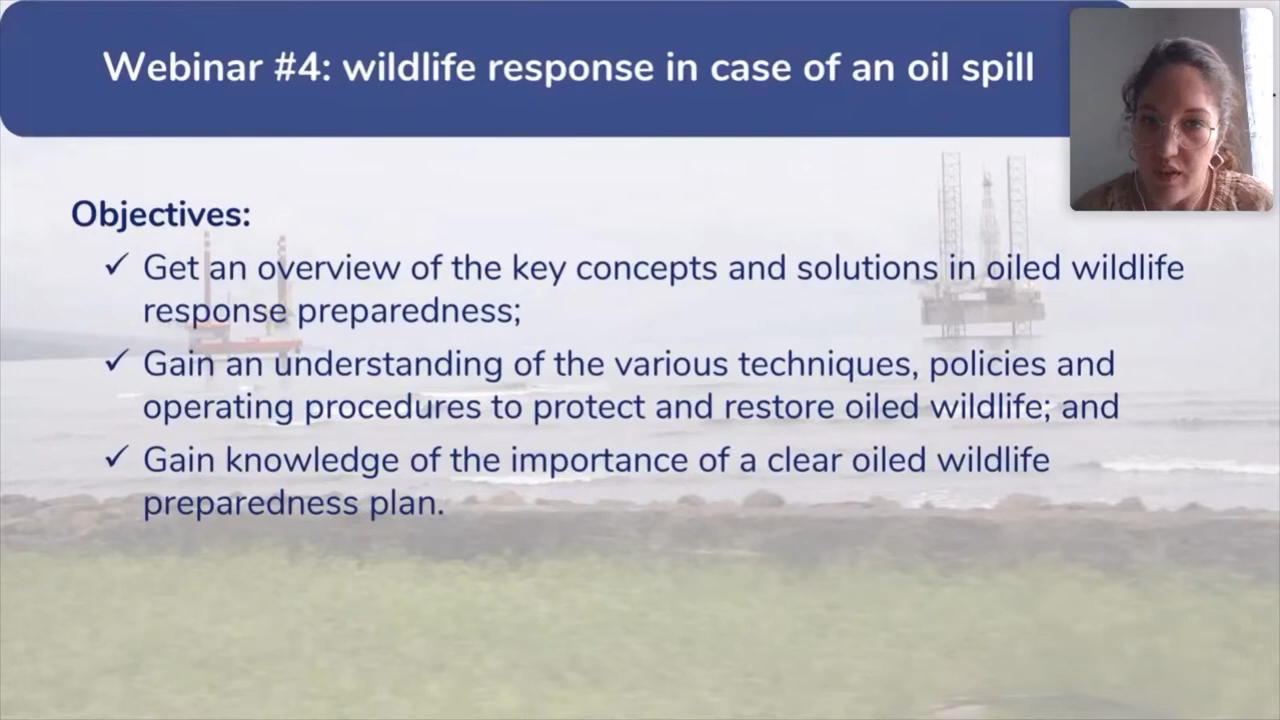 Webinar #4: wildlife response in case of an oil spill
Objectives:
✓ Get an overview of the key concepts and solutions in oiled wildlife
response preparedness;
✓ Gain an understanding of the various techniques, policies and
operating procedures to protect and restore oiled wildlife; and
✓ Gain knowledge of the importance of a clear oiled wildlife
preparedness plan.